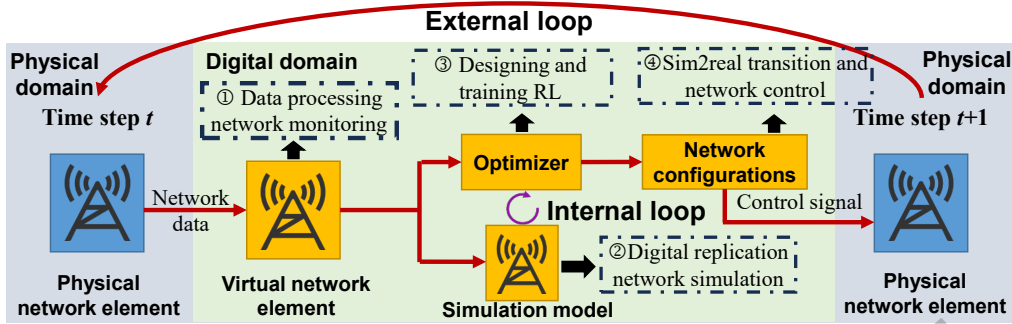 External loop
Physical
domain
Time step t
Network
data
Physical
network element
Digital domain
① Data processing
network monitoring
Virtual network
element
③ Designing and
training RL
Optimizer
Internal loop
Simulation model
②Digital replication
network simulation
④Sim2real transition and
network control
Network
configurations
Control signal
Physical
domain
Time step t+1
Physical
network element